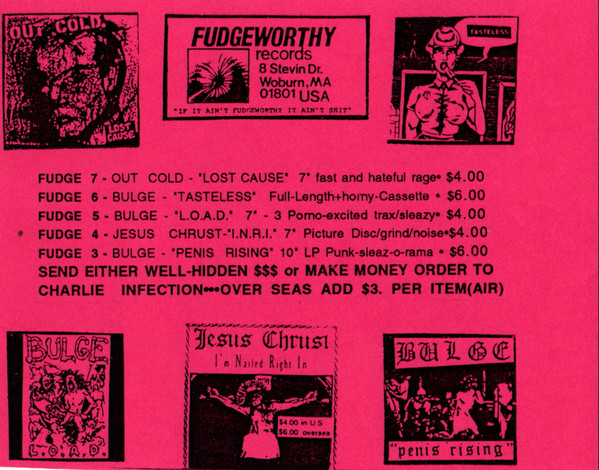 OUT COLD.
LOST
CAUSE
FUDGEWORTHY
records
8 Stevin Dr.
Woburn, MA
01801 USA
"IF IT AIN'T FUDGEWORTHY IT AIN'T SHIT"
TASTELESS
FUDGE 7 - OUT COLD - "LOST CAUSE" 7" fast and hateful rage• $4.00
FUDGE 6 - BULGE - "TASTELESS" Full-Length+horny-Cassette • $6.00
FUDGE 5 - BULGE - "L.O.A.D." 7" - 3 Porno-excited trax/sleazy• $4.00
FUDGE 4 - JESUS CHRUST-"I.N.R.I." 7" Picture Disc/grind/noise•$4.00
FUDGE 3 - BULGE - "PENIS RISING" 10" LP Punk-sleaz-o-rama • $6.00
SEND EITHER WELL-HIDDEN $$$ or MAKE MONEY ORDER TO
CHARLIE INFECTION•••OVER SEAS ADD $3. PER ITEM(AIR)
BULGE
L.O.A.D.
Jesus Chrust
I'm Nailed Right In
$4.00 in U.S
$6.00 oversea
BULGE
"penis rising"